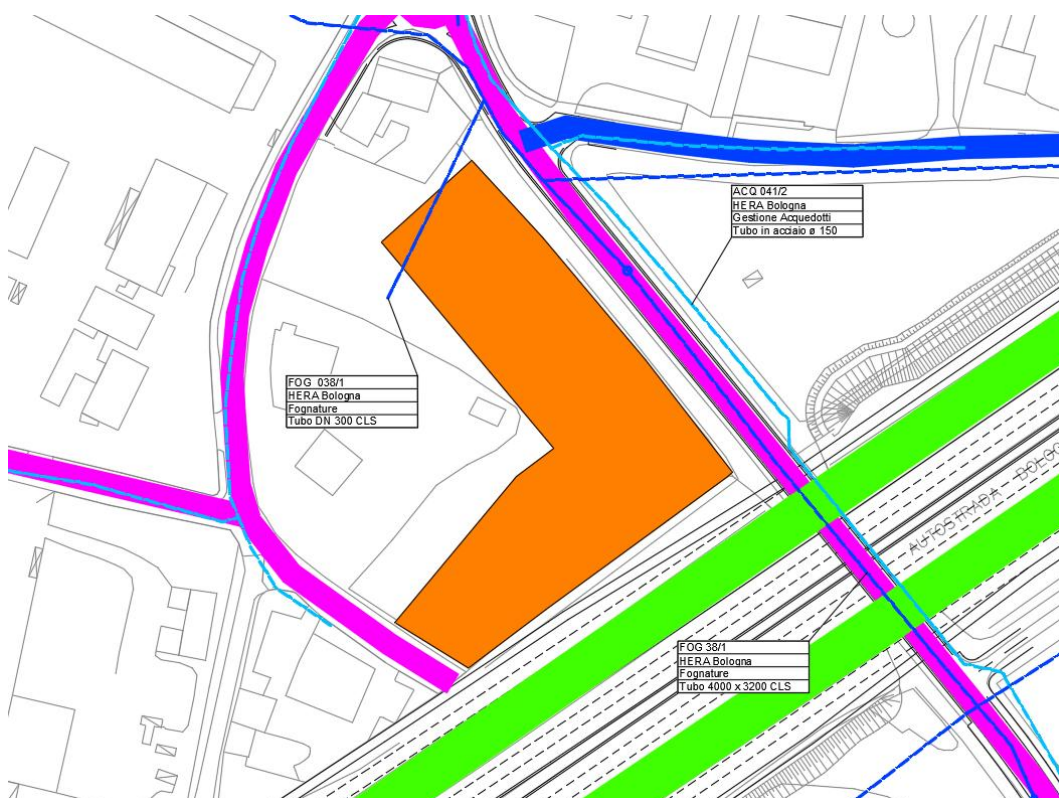 ACQ 041/2
HERA Bologna
Gestione Acquedotti
Tubo in acciaio ø 150
FOG 038/1
HERA Bologna
Fognature
Tubo DN 300 CLS
AUTOSTRADA BOLOG
FOG 38/1
HERA Bologna
Fognature
Tubo 4000 x 3200 CLS